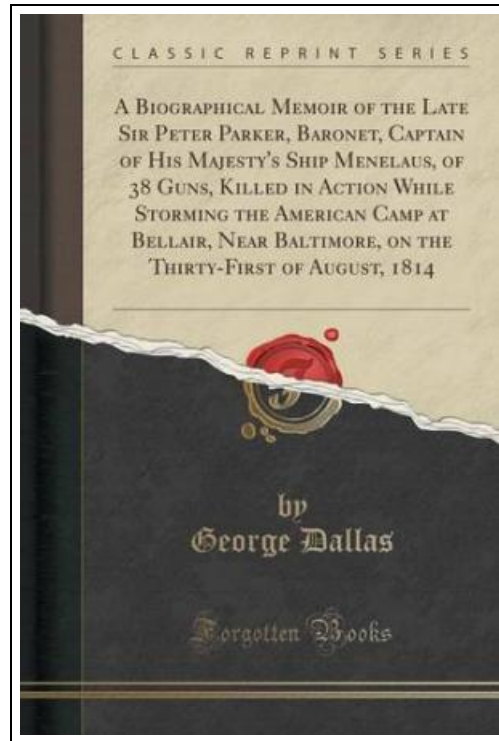 CLASSIC REPRINT SERIES
A BIOGRAPHICAL MEMOIR OF THE LATE
SIR PETER PARKER, BARONET, CAPTAIN
OF HIS MAJESTY'S SHIP MENELAUS, OF
38 GUNS, KILLED IN ACTION WHILE
STORMING THE AMERICAN CAMP AT
BELLAIR, NEAR BALTIMORE, ON THE
THIRTY-FIRST OF AUGUST, 1814
by
George Dallas
Forgotten Books